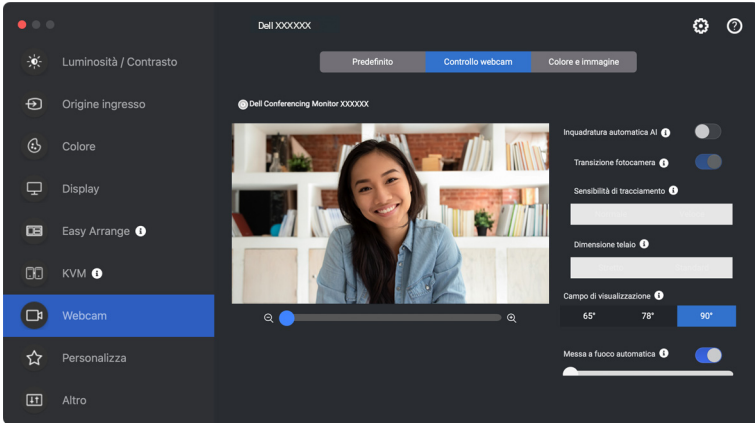 Dell XXXXXX
Luminosità / Contrasto
Origine ingresso
Colore
Display
Easy Arrange
KVM
Webcam
Personalizza
Altro
Predefinito
Controllo webcam
Colore e immagine
Dell Conferencing Monitor XXXXXX
Inquadratura automatica AI
Transizione fotocamera
Sensibilità di tracciamento
Dimensione telaio
Campo di visualizzazione
65°
78°
90°
Messa a fuoco automatica